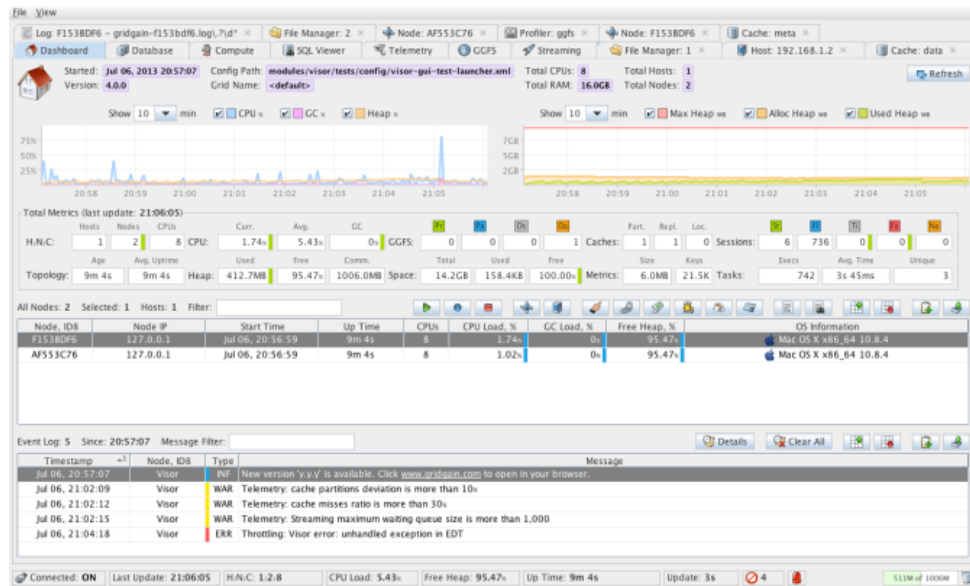 File View
Log: F153BDF6 - gridgain-f153bdf6.log\.?\d* File Manager: 2 Node: AF553C76 Profiler: ggfs Node: F153BDF6 Cache: meta
Dashboard Database Compute SQL Viewer Telemetry GGFS Streaming File Manager: 1 Host: 192.168.1.2 Cache: data
Started: Jul 06, 2013 20:57:07 Config Path: modules/visor/tests/config/visor-gui-test-launcher.xml Total CPUs: 8 Total Hosts: 1
Refresh
Version: 4.0.0 Grid Name: <default> Total RAM: 16.0GB Total Nodes: 2
Show 10 min CPU % GC % Heap % Show 10 min Max Heap MB Alloc Heap MB Used Heap MB
75% 7GB
50% 5GB
25% 2GB
20:58 20:59 21:00 21:01 21:02 21:03 21:04 21:05 20:58 20:59 21:00 21:01 21:02 21:03 21:04 21:05
Total Metrics (last update: 21:06:05)
Hosts Nodes CPUs Curr. Avg. GC Pr Px Ds Du Part. Repl. Loc. St Fi Ti Fa No
H:N:C: 1 2 8 CPU: 1.74% 5.43% 0% GGFS: 0 0 0 1 Caches: 1 1 0 Sessions: 6 736 0 0 0
Age Avg. Uptime Used Free Comm. Total Used Free Size Keys Execs Avg. Time Unique
Topology: 9m 4s 9m 4s Heap: 412.7MB 95.47% 1006.0MB Space: 14.2GB 158.4KB 100.00% Metrics: 6.0MB 21.5K Tasks: 742 3s 45ms 3
All Nodes: 2 Selected: 1 Hosts: 1 Filter:
Node, ID8 Node IP Start Time Up Time CPUs CPU Load, % GC Load, % Free Heap, % OS Information
F153BDF6 127.0.0.1 Jul 06, 20:56:59 9m 4s 8 1.74% 0% 95.47% Mac OS X x86_64 10.8.4
AF553C76 127.0.0.1 Jul 06, 20:56:59 9m 4s 8 1.02% 0% 95.47% Mac OS X x86_64 10.8.4
Event Log: 5 Since: 20:57:07 Message Filter: Details Clear All
Timestamp 1 Node, ID8 Type Message
Jul 06, 20:57:07 Visor INF New version 'y.y.y' is available. Click www.gridgain.com to open in your browser.
Jul 06, 21:02:09 Visor WAR Telemetry: cache partitions deviation is more than 10%
Jul 06, 21:02:12 Visor WAR Telemetry: cache misses ratio is more than 30%
Jul 06, 21:02:15 Visor WAR Telemetry: Streaming maximum waiting queue size is more than 1,000
Jul 06, 21:04:18 Visor ERR Throttling: Visor error: unhandled exception in EDT
Connected: ON Last Update: 21:06:05 H:N:C: 1:2:8 CPU Load: 5.43% Free Heap: 95.47% Up Time: 9m 4s Update: 3s 4 511M of 1006M